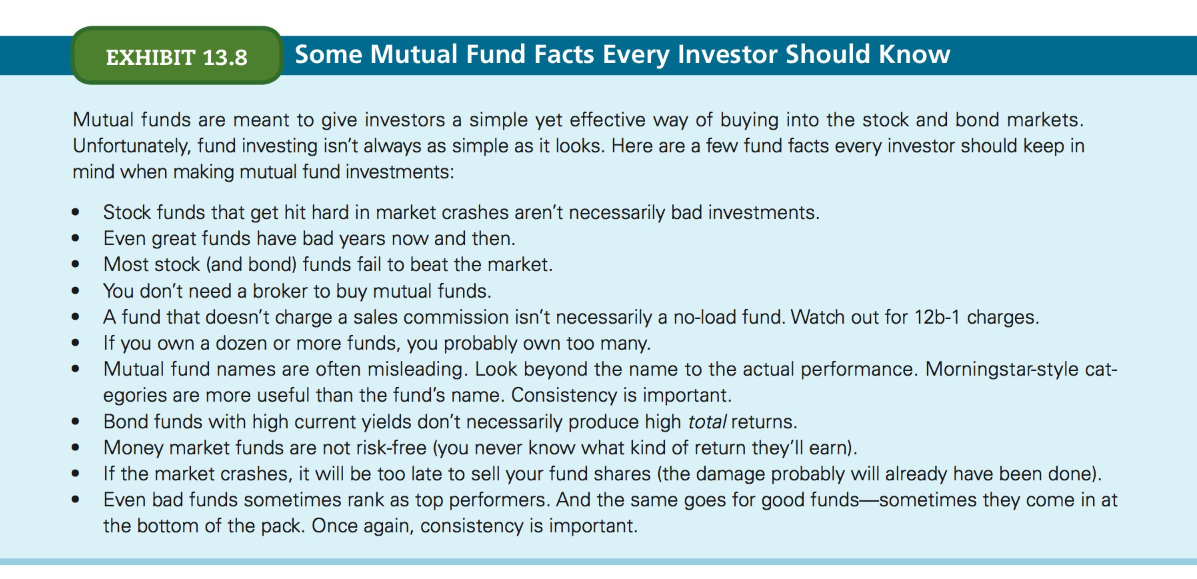 EXHIBIT 13.8 Some Mutual Fund Facts Every Investor Should Know
Mutual funds are meant to give investors a simple yet effective way of buying into the stock and bond markets.
Unfortunately, fund investing isn't always as simple as it looks. Here are a few fund facts every investor should keep in
mind when making mutual fund investments:
• Stock funds that get hit hard in market crashes aren't necessarily bad investments.
• Even great funds have bad years now and then.
• Most stock (and bond) funds fail to beat the market.
• You don't need a broker to buy mutual funds.
• A fund that doesn't charge a sales commission isn't necessarily a no-load fund. Watch out for 12b-1 charges.
• If you own a dozen or more funds, you probably own too many.
• Mutual fund names are often misleading. Look beyond the name to the actual performance. Morningstar-style cat-
egories are more useful than the fund's name. Consistency is important.
• Bond funds with high current yields don't necessarily produce high total returns.
• Money market funds are not risk-free (you never know what kind of return they'll earn).
• If the market crashes, it will be too late to sell your fund shares (the damage probably will already have been done).
• Even bad funds sometimes rank as top performers. And the same goes for good funds—sometimes they come in at
the bottom of the pack. Once again, consistency is important.